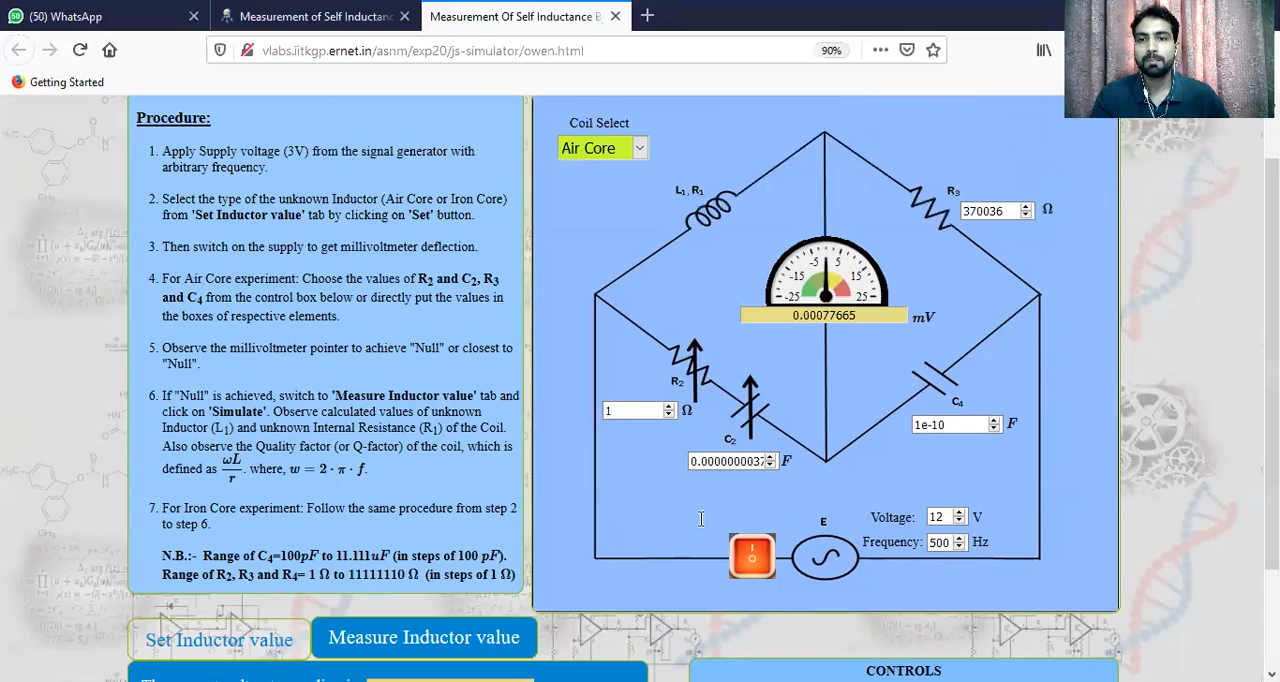 (50) WhatsApp
Measurement of Self Inductanc
Measurement Of Self Inductance B
vlabs.iitkgp.ernet.in/asnm/exp20/js-simulator/owen.html
90%
Getting Started
Procedure:
1. Apply Supply voltage (3V) from the signal generator with
arbitrary frequency.
2. Select the type of the unknown Inductor (Air Core or Iron Core)
from 'Set Inductor value' tab by clicking on 'Set' button.
3. Then switch on the supply to get millivoltmeter deflection.
4. For Air Core experiment: Choose the values of R2 and C2, R3
and C4 from the control box below or directly put the values in
the boxes of respective elements.
5. Observe the millivoltmeter pointer to achieve "Null" or closest to
"Null".
6. If "Null" is achieved, switch to 'Measure Inductor value' tab and
click on 'Simulate'. Observe calculated values of unknown
Inductor (L1) and unknown Internal Resistance (R1) of the Coil.
Also observe the Quality factor (or Q-factor) of the coil, which is
defined as ωL/r. where, w = 2 · π · f.
7. For Iron Core experiment: Follow the same procedure from step 2
to step 6.
N.B:- Range of C4=100pF to 11.111uF (in steps of 100 pF).
Range of R2, R3 and R4= 1 Ω to 11111110 Ω (in steps of 1 Ω)
Set Inductor value
Measure Inductor value
Coil Select
Air Core
L1, R1
R3
370036 Ω
-5 5
-15 15
-25 25
0.00077665 mV
R2
1 Ω
C2
0.0000000037 F
C4
1e-10 F
E
Voltage: 12 V
Frequency: 500 Hz
CONTROLS